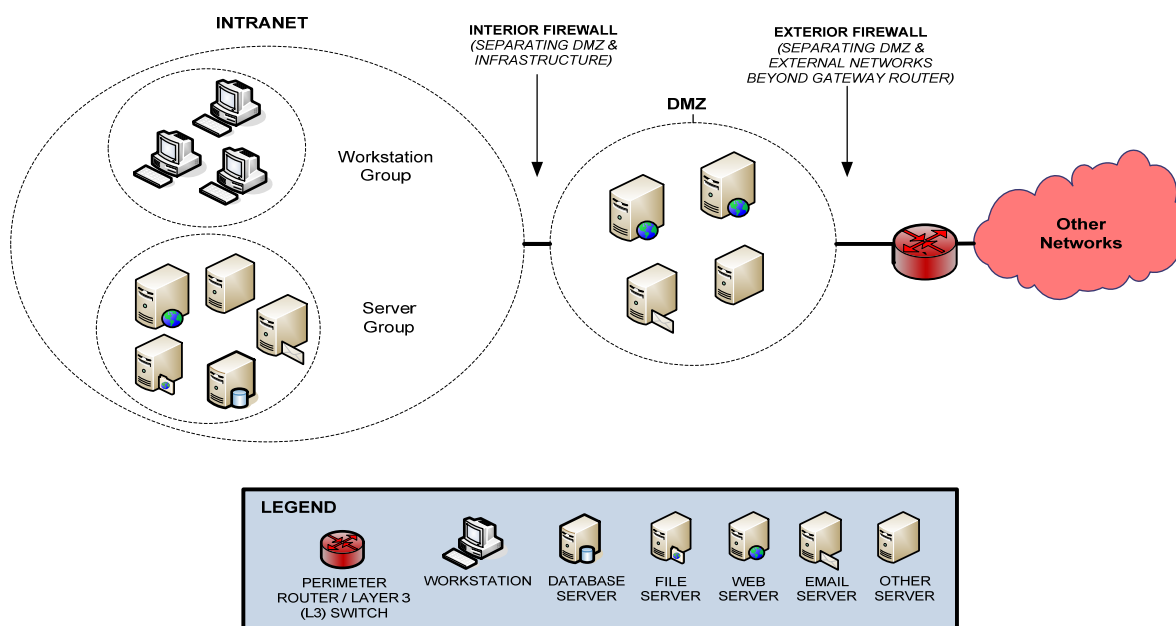 INTRANET
INTERIOR FIREWALL
(SEPARATING DMZ &
INFRASTRUCTURE)
EXTERIOR FIREWALL
(SEPARATING DMZ &
EXTERNAL NETWORKS
BEYOND GATEWAY ROUTER)
DMZ
Workstation
Group
Other
Networks
Server
Group
LEGEND
PERIMETER
ROUTER / LAYER 3
(L3) SWITCH
WORKSTATION
DATABASE
SERVER
FILE
SERVER
WEB
SERVER
EMAIL
SERVER
OTHER
SERVER